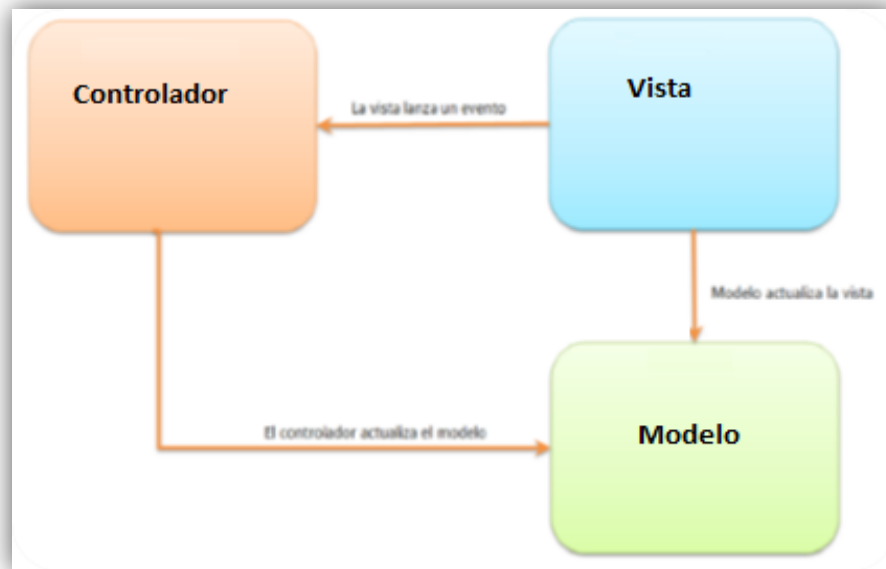 Controlador
Vista
La vista lanza un evento
Modelo actualiza la vista
El controlador actualiza el modelo
Modelo